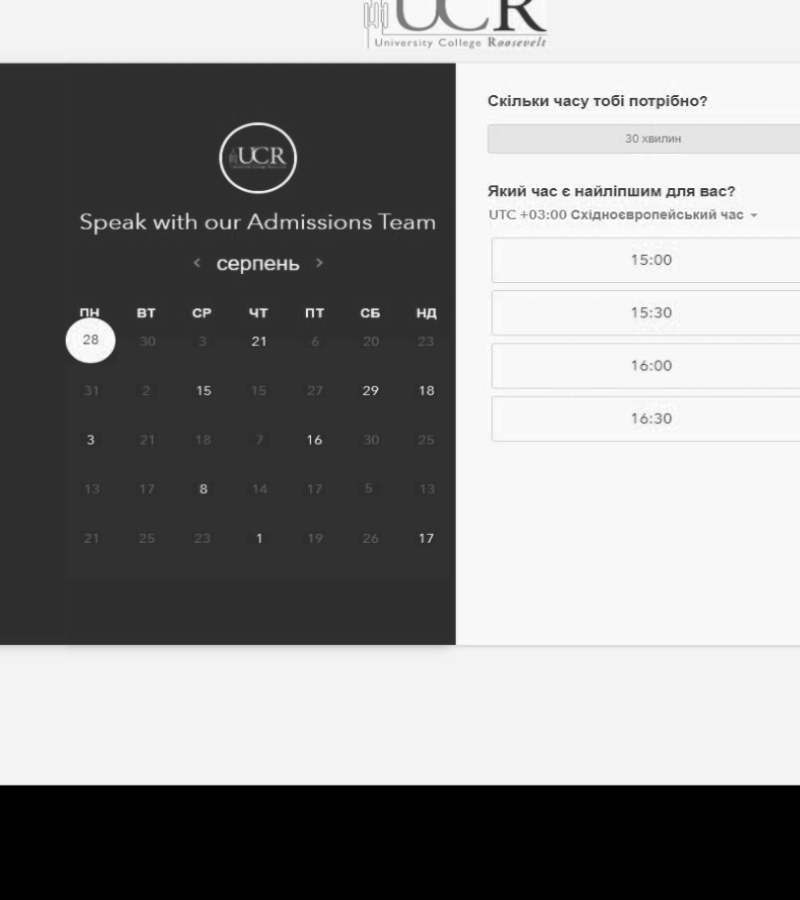 UCR
University College Roosevelt
UCR
Speak with our Admissions Team
< серпень >
ПН ВТ СР ЧТ ПТ СБ НД
28 30 3 21 6 20 23
31 2 15 15 27 29 18
3 21 18 7 16 30 25
13 17 8 14 17 5 13
21 25 23 1 19 26 17
Скільки часу тобі потрібно?
30 хвилин
Який час є найліпшим для вас?
UTC +03:00 Східноєвропейський час
15:00
15:30
16:00
16:30